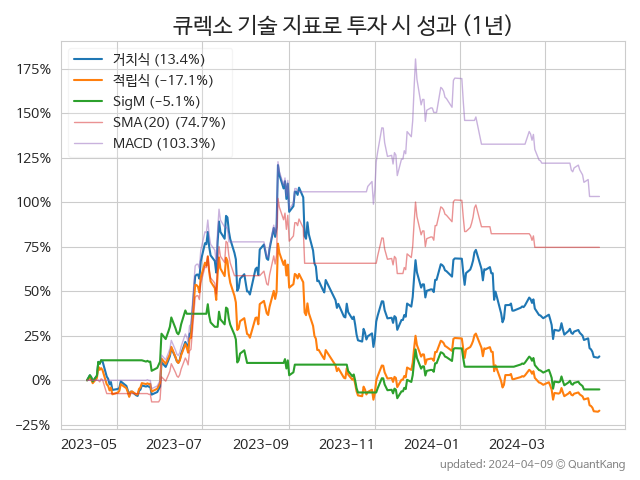 큐렉소 기술 지표로 투자 시 성과 (1년)
거치식 (13.4%)
적립식 (−17.1%)
SigM (−5.1%)
SMA(20) (74.7%)
MACD (103.3%)
175%
150%
125%
100%
75%
50%
25%
0%
−25%
2023-05 2023-07 2023-09 2023-11 2024-01 2024-03
updated: 2024-04-09 © QuantKang